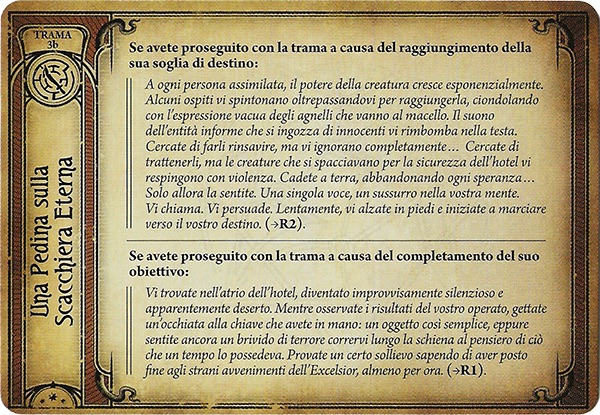 TRAMA
3b
Una Pedina sulla
Scacchiera Eterna
Se avete proseguito con la trama a causa del raggiungimento della
sua soglia di destino:
A ogni persona assimilata, il potere della creatura cresce esponenzialmente.
Alcuni ospiti vi spintonano oltrepassandovi per raggiungerla, ciondolando
con l'espressione vacua degli agnelli che vanno al macello. Il suono
dell'entità informe che si ingozza di innocenti vi rimbomba nella testa.
Cercate di farli rinsavire, ma vi ignorano completamente… Cercate di
trattenerli, ma le creature che si spacciavano per la sicurezza dell'hotel vi
respingono con violenza. Cadete a terra, abbandonando ogni speranza…
Solo allora la sentite. Una singola voce, un sussurro nella vostra mente.
Vi chiama. Vi persuade. Lentamente, vi alzate in piedi e iniziate a marciare
verso il vostro destino. (→R2).
Se avete proseguito con la trama a causa del completamento del suo
obiettivo:
Vi trovate nell'atrio dell'hotel, diventato improvvisamente silenzioso e
apparentemente deserto. Mentre osservate i risultati del vostro operato, gettate
un'occhiata alla chiave che avete in mano: un oggetto così semplice, eppure
sentite ancora un brivido di terrore corrervi lungo la schiena al pensiero di ciò
che un tempo lo possedeva. Provate un certo sollievo sapendo di aver posto
fine agli strani avvenimenti dell'Excelsior, almeno per ora. (→R1).